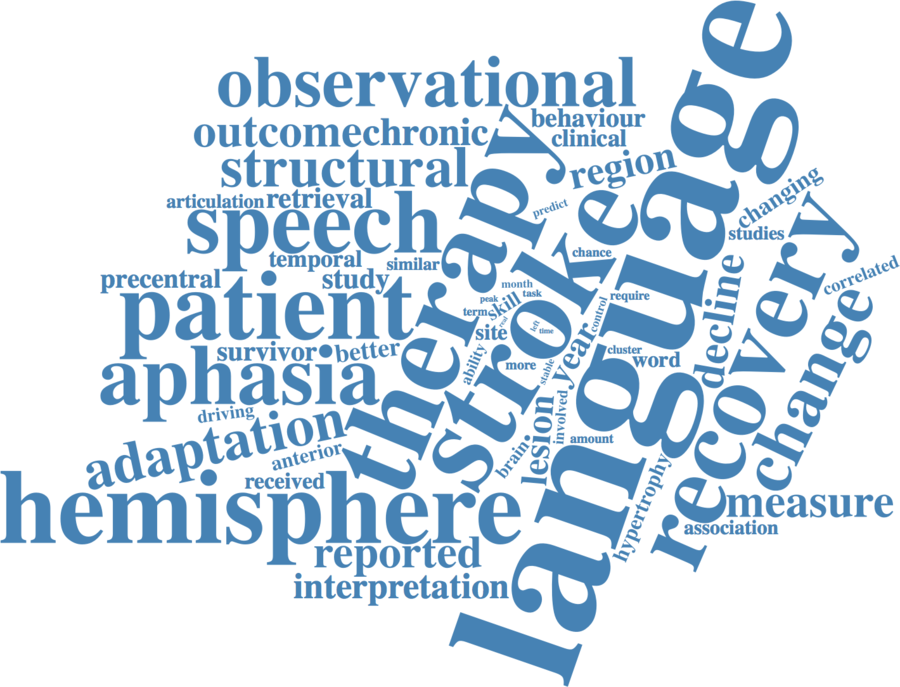 language
observational
behaviour
outcome
chronic
clinical
structural
region
therapy
stroke
articulation
retrieval
predict
changing
speech
studies
chance
temporal
similar
recovery
precentral
study
correlated
patient
month
peak
task
skill
term
control
require
decline
change
site
left
time
year
survivor
better
ability
more
cluster
word
aphasia
stable
driving
adaptation
involved
lesion
amount
anterior
brain
received
hemisphere
hypertrophy
measure
association
reported
interpretation